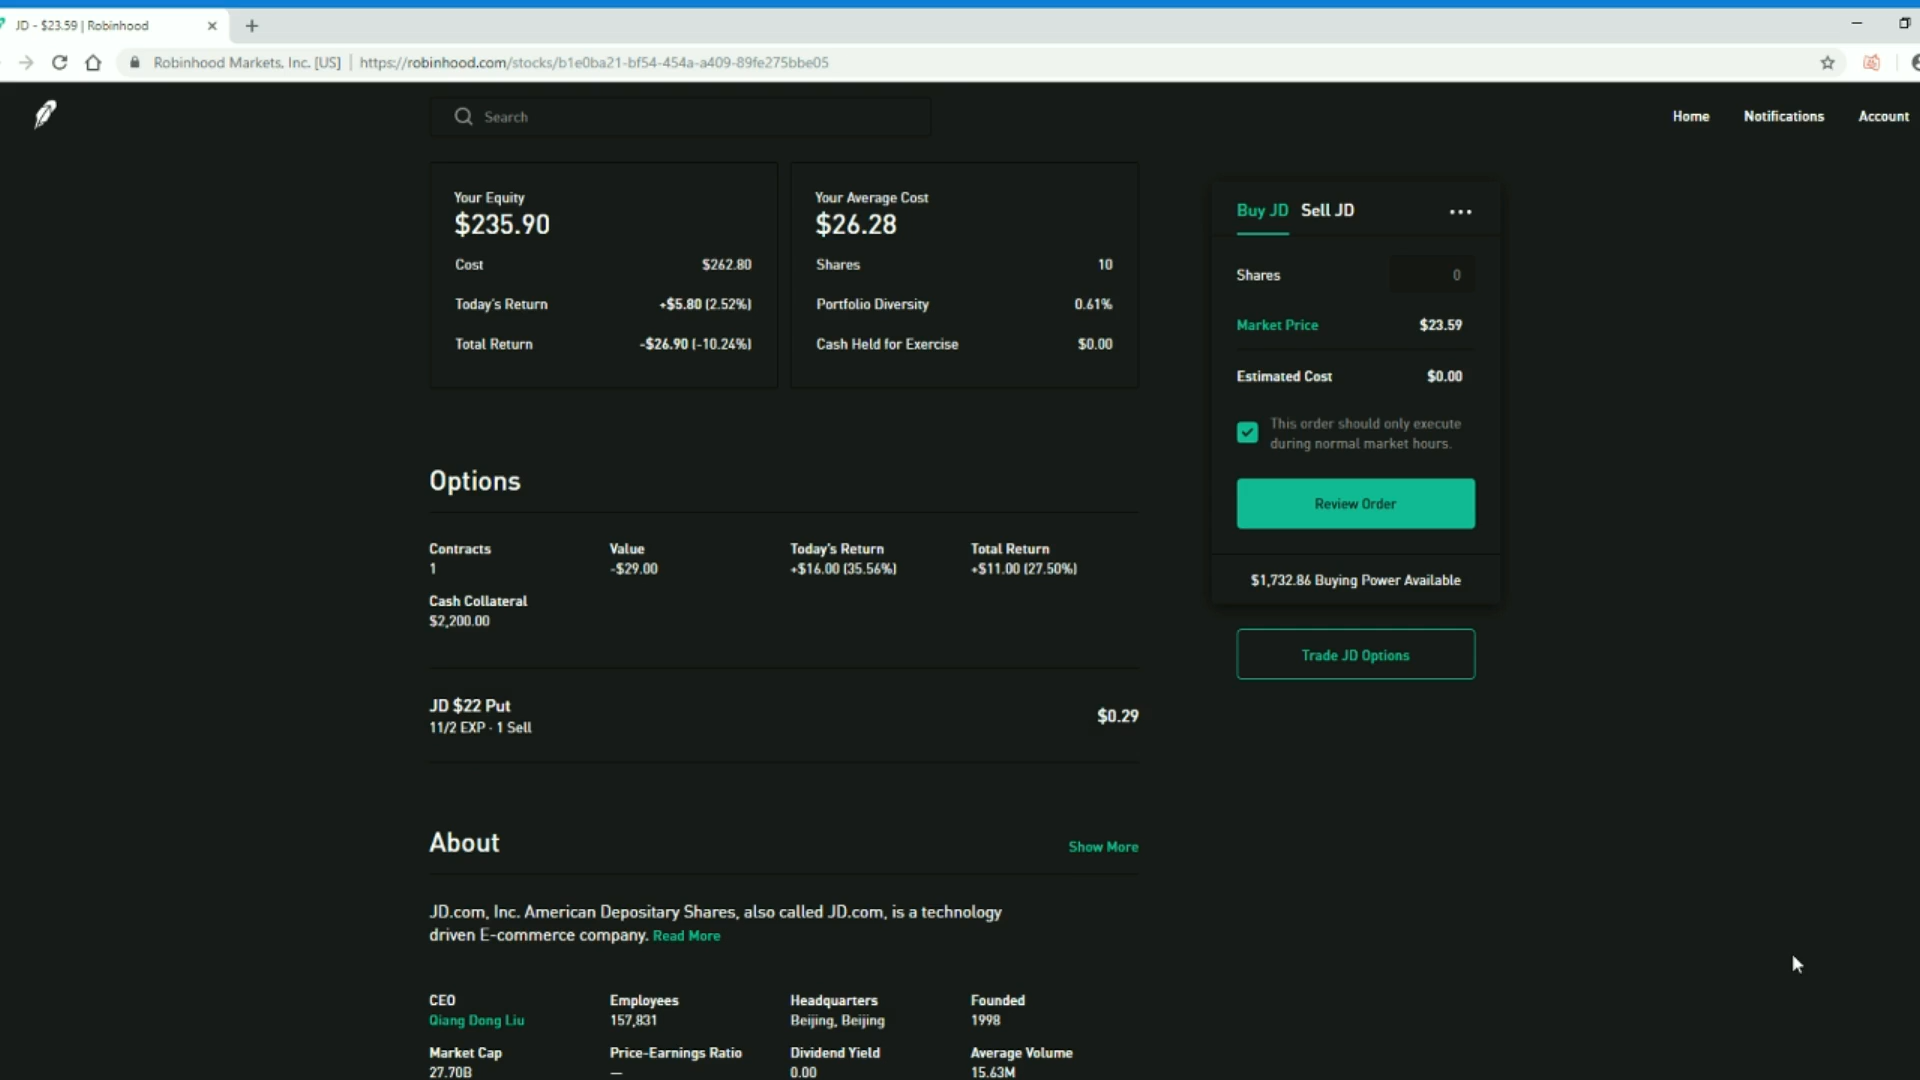 JD - $23.59 | Robinhood
Robinhood Markets, Inc. [US] | https://robinhood.com/stocks/b1e0ba21-bf54-454a-a409-89fe275bbe05
Search
Home Notifications Account
Your Equity
$235.90
Cost $262.80
Today's Return +$5.80 (2.52%)
Total Return -$26.90 (-10.24%)
Your Average Cost
$26.28
Shares 10
Portfolio Diversity 0.61%
Cash Held for Exercise $0.00
Buy JD Sell JD
Shares 0
Market Price $23.59
Estimated Cost $0.00
This order should only execute
during normal market hours.
Review Order
$1,732.86 Buying Power Available
Trade JD Options
Options
Contracts Value Today's Return Total Return
1 -$29.00 +$16.00 (35.56%) +$11.00 (27.50%)
Cash Collateral
$2,200.00
JD $22 Put
11/2 EXP · 1 Sell
$0.29
About
Show More
JD.com, Inc. American Depositary Shares, also called JD.com, is a technology
driven E-commerce company. Read More
CEO Employees Headquarters Founded
Qiang Dong Liu 157,831 Beijing, Beijing 1998
Market Cap Price-Earnings Ratio Dividend Yield Average Volume
27.70B — 0.00 15.63M